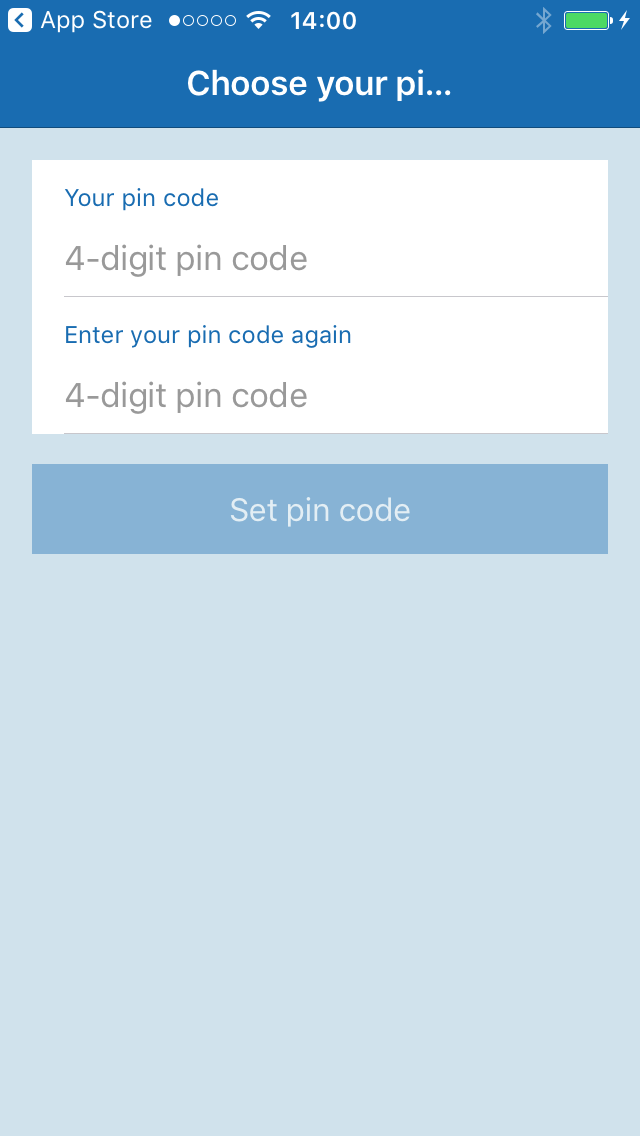 App Store 14:00
Choose your pi...
Your pin code
4-digit pin code
Enter your pin code again
4-digit pin code
Set pin code